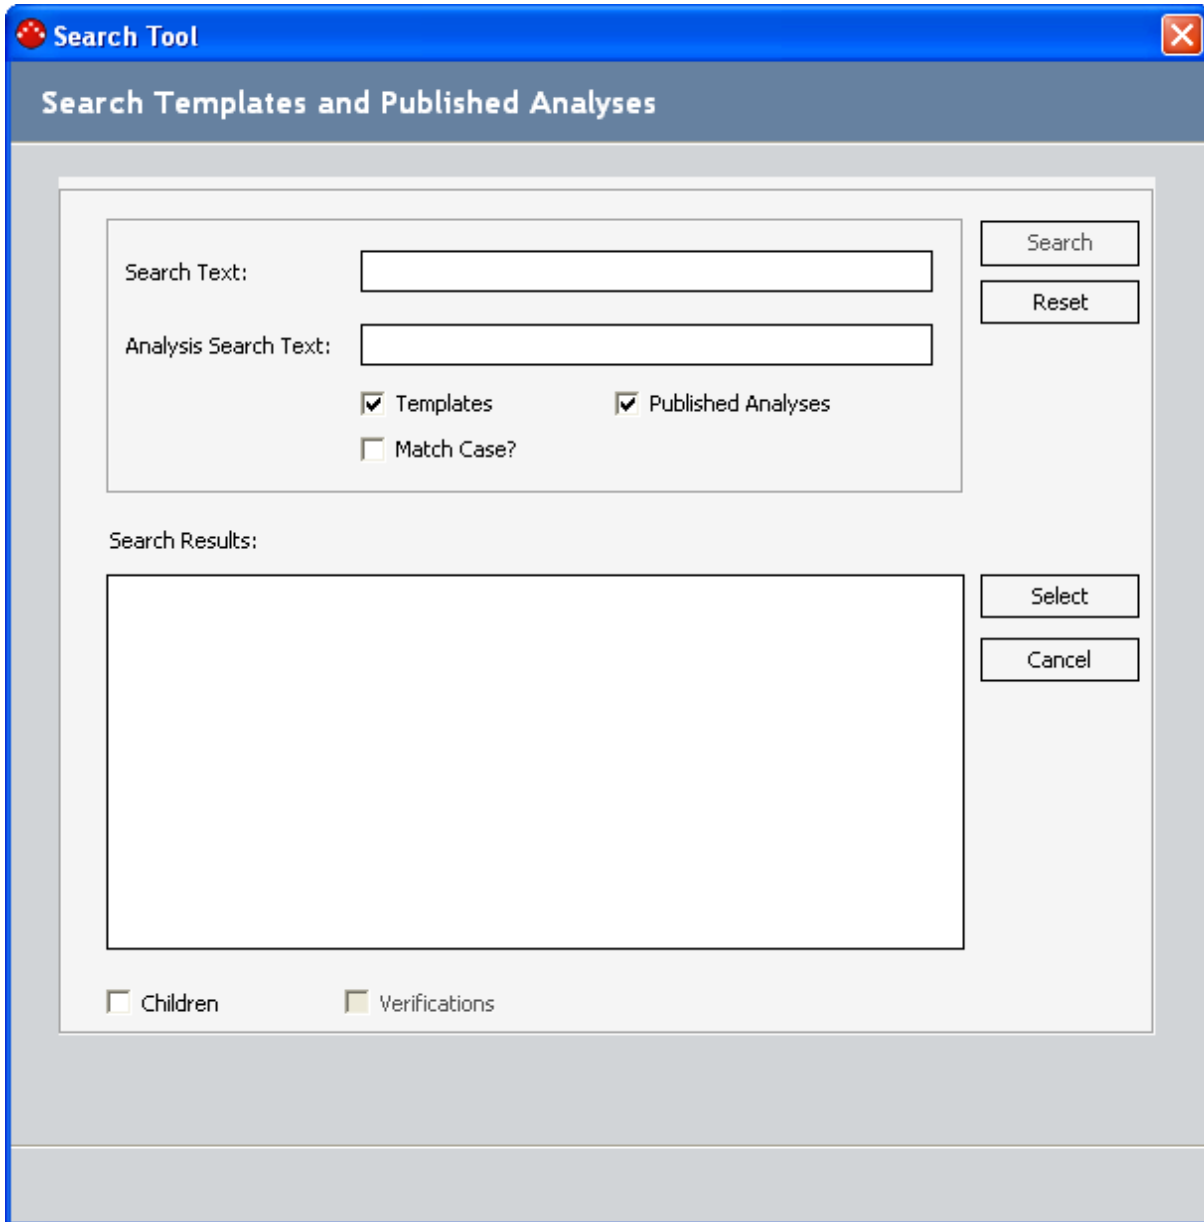 Search Tool
Search Templates and Published Analyses
Search Text:
Search
Reset
Analysis Search Text:
Templates
Published Analyses
Match Case?
Search Results:
Select
Cancel
Children
Verifications